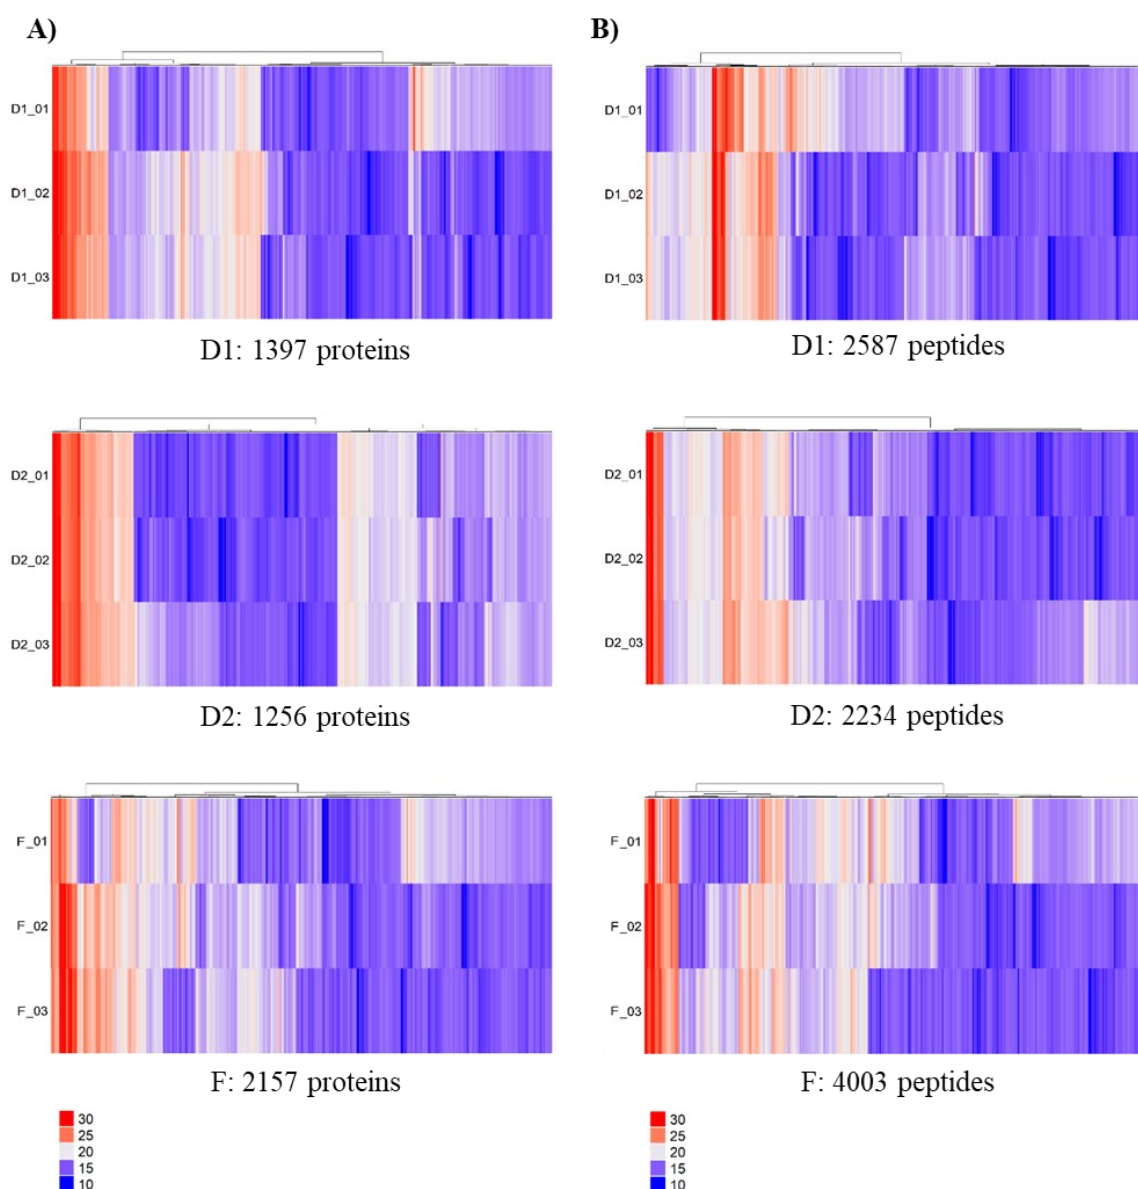 A)
B)
D1_01
D1_02
D1_03
D1: 1397 proteins
D1_01
D1_02
D1_03
D1: 2587 peptides
D2_01
D2_02
D2_03
D2: 1256 proteins
D2_01
D2_02
D2_03
D2: 2234 peptides
F_01
F_02
F_03
F: 2157 proteins
F_01
F_02
F_03
F: 4003 peptides
30
25
20
15
10
30
25
20
15
10